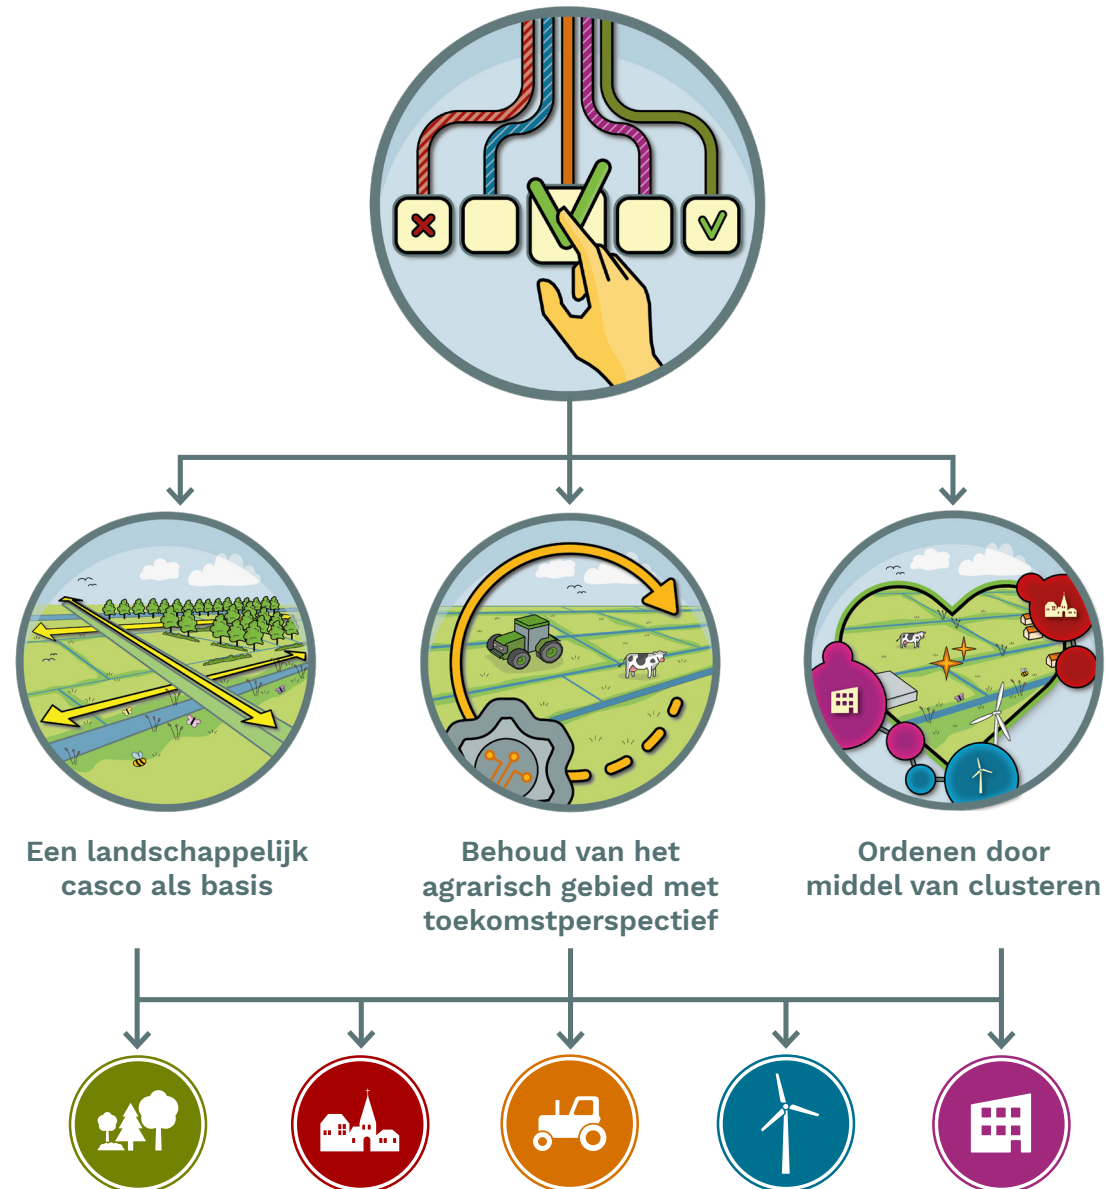 Een landschappelijk
casco als basis
Behoud van het
agrarisch gebied met
toekomstperspectief
Ordenen door
middel van clusteren